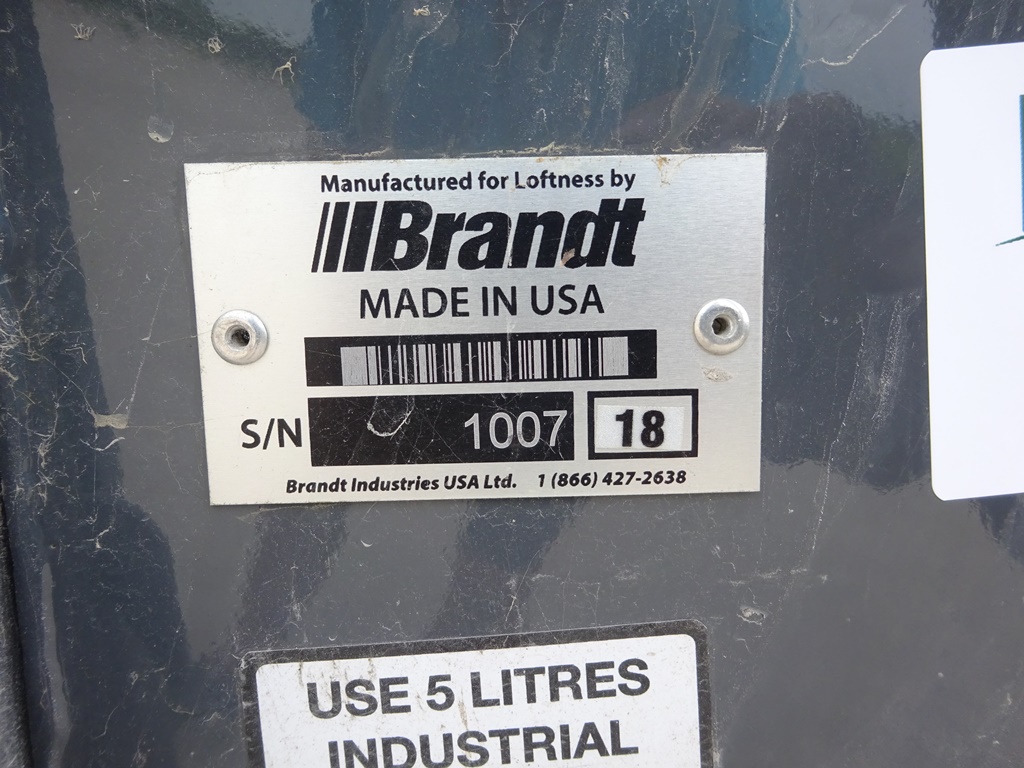 Manufactured for Loftness by
Brandt
MADE IN USA
S/N 1007 18
Brandt Industries USA Ltd. 1 (866) 427-2638
USE 5 LITRES
INDUSTRIAL